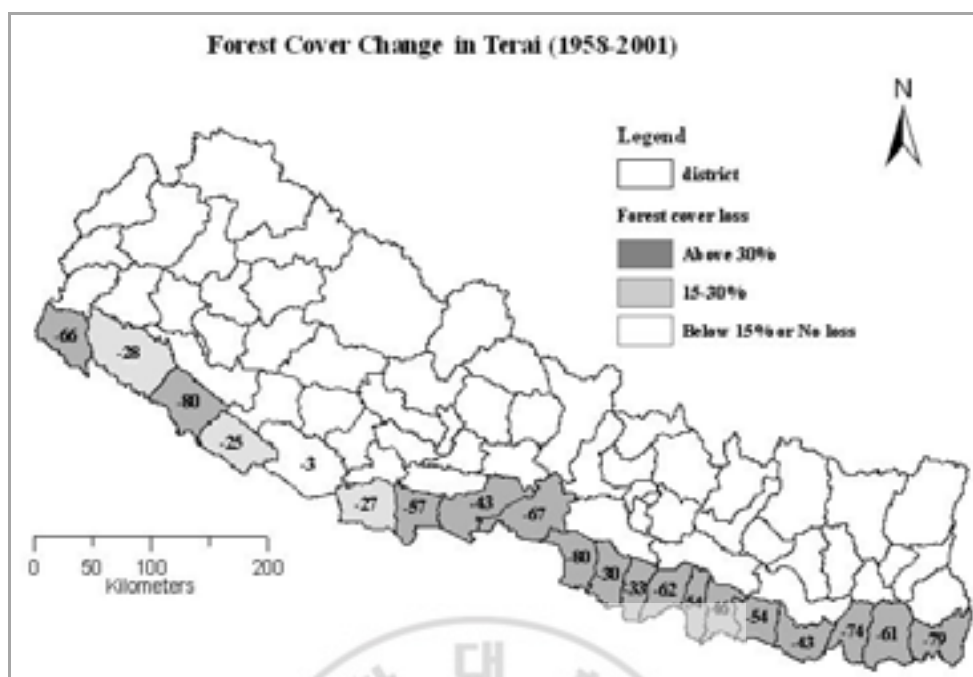 Forest Cover Change in Terai (1958-2001)
N
Legend
district
Forest cover loss
Above 30%
15-30%
Below 15% or No loss
-66
-28
-80
-25
-3
-27
-57
-43
-67
-80
-30
-33
-62
-54
-43
-74
-61
-79
0 50 100 200
Kilometers
대